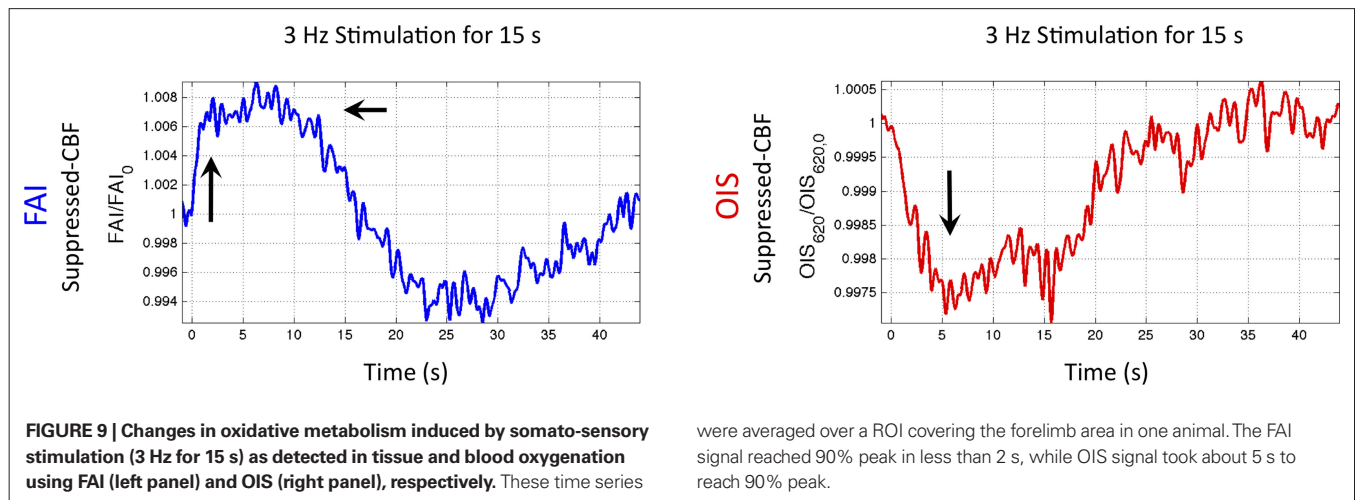 3 Hz Stimulation for 15 s
FAI
Suppressed-CBF
FAI/FAI0
1.008
1.006
1.004
1.002
1
0.998
0.996
0.994
0 5 10 15 20 25 30 35 40
Time (s)
3 Hz Stimulation for 15 s
OIS
Suppressed-CBF
OIS620/OIS620,0
1.0005
1
0.9995
0.999
0.9985
0.998
0.9975
0 5 10 15 20 25 30 35 40
Time (s)
FIGURE 9 | Changes in oxidative metabolism induced by somato-sensory
stimulation (3 Hz for 15 s) as detected in tissue and blood oxygenation
using FAI (left panel) and OIS (right panel), respectively. These time series
were averaged over a ROI covering the forelimb area in one animal. The FAI
signal reached 90% peak in less than 2 s, while OIS signal took about 5 s to
reach 90% peak.